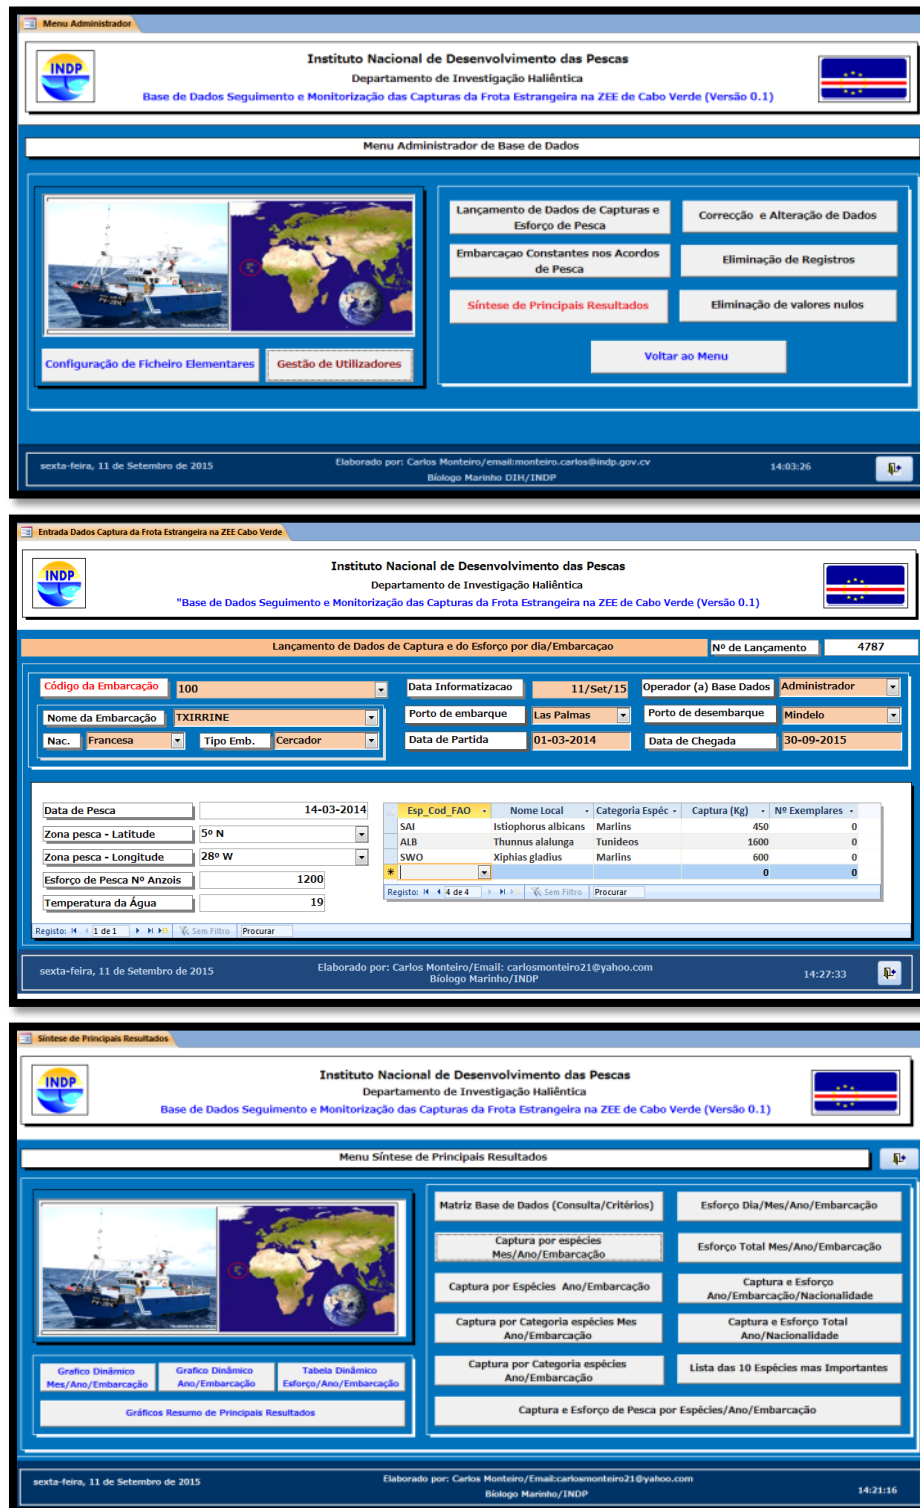 Menu Administrador
INDP
Instituto Nacional de Desenvolvimento das Pescas
Departamento de Investigação Haliêntica
Base de Dados Seguimento e Monitorização das Capturas da Frota Estrangeira na ZEE de Cabo Verde (Versão 0.1)
Menu Administrador de Base de Dados
Lançamento de Dados de Capturas e
Esforço de Pesca
Correcção e Alteração de Dados
Embarcaçao Constantes nos Acordos
de Pesca
Eliminação de Registros
Síntese de Principais Resultados
Eliminação de valores nulos
Voltar ao Menu
Configuração de Ficheiro Elementares
Gestão de Utilizadores
sexta-feira, 11 de Setembro de 2015
Elaborado por: Carlos Monteiro/email:monteiro.carlos@indp.gov.cv
Bíologo Marinho DIH/INDP
14:03:26
Entrada Dados Captura da Frota Estrangeira na ZEE Cabo Verde
INDP
Instituto Nacional de Desenvolvimento das Pescas
Departamento de Investigação Haliêntica
"Base de Dados Seguimento e Monitorização das Capturas da Frota Estrangeira na ZEE de Cabo Verde (Versão 0.1)
Lançamento de Dados de Captura e do Esforço por dia/Embarcaçao
Nº de Lançamento 4787
Código da Embarcação 100
Data Informatizacao 11/Set/15
Operador (a) Base Dados Administrador
Nome da Embarcação TXIRRINE
Porto de embarque Las Palmas
Porto de desembarque Mindelo
Nac. Francesa Tipo Emb. Cercador
Data de Partida 01-03-2014
Data de Chegada 30-09-2015
Data de Pesca 14-03-2014
Zona pesca - Latitude 5º N
Zona pesca - Longitude 28º W
Esforço de Pesca Nº Anzois 1200
Temperatura da Água 19
Esp_Cod_FAO Nome Local Categoria Espéc Captura (Kg) Nº Exemplares
SAI Istiophorus albicans Marlins 450 0
ALB Thunnus alalunga Tunideos 1600 0
SWO Xiphias gladius Marlins 600 0
0 0
Registo: 4 de 4 Sem Filtro Procurar
Registo: 1 de 1 Sem Filtro Procurar
sexta-feira, 11 de Setembro de 2015
Elaborado por: Carlos Monteiro/Email: carlosmonteiro21@yahoo.com
Bíologo Marinho/INDP
14:27:33
Síntese de Principais Resultados
INDP
Instituto Nacional de Desenvolvimento das Pescas
Departamento de Investigação Haliêntica
Base de Dados Seguimento e Monitorização das Capturas da Frota Estrangeira na ZEE de Cabo Verde (Versão 0.1)
Menu Síntese de Principais Resultados
Matriz Base de Dados (Consulta/Critérios)
Esforço Dia/Mes/Ano/Embarcação
Captura por espécies
Mes/Ano/Embarcação
Esforço Total Mes/Ano/Embarcação
Captura por Espécies Ano/Embarcação
Captura e Esforço
Ano/Embarcação/Nacionalidade
Captura por Categoria espécies Mes
Ano/Embarcação
Captura e Esforço Total
Ano/Nacionalidade
Captura por Categoria espécies
Ano/Embarcação
Lista das 10 Espécies mas Importantes
Captura e Esforço de Pesca por Espécies/Ano/Embarcação
Grafico Dinâmico
Mes/Ano/Embarcação
Grafico Dinâmico
Ano/Embarcação
Tabela Dinâmico
Esforço/Ano/Embarcação
Gráficos Resumo de Principais Resultados
sexta-feira, 11 de Setembro de 2015
Elaborado por: Carlos Monteiro/Email:carlosmonteiro21@yahoo.com
Bíologo Marinho/INDP
14:21:16